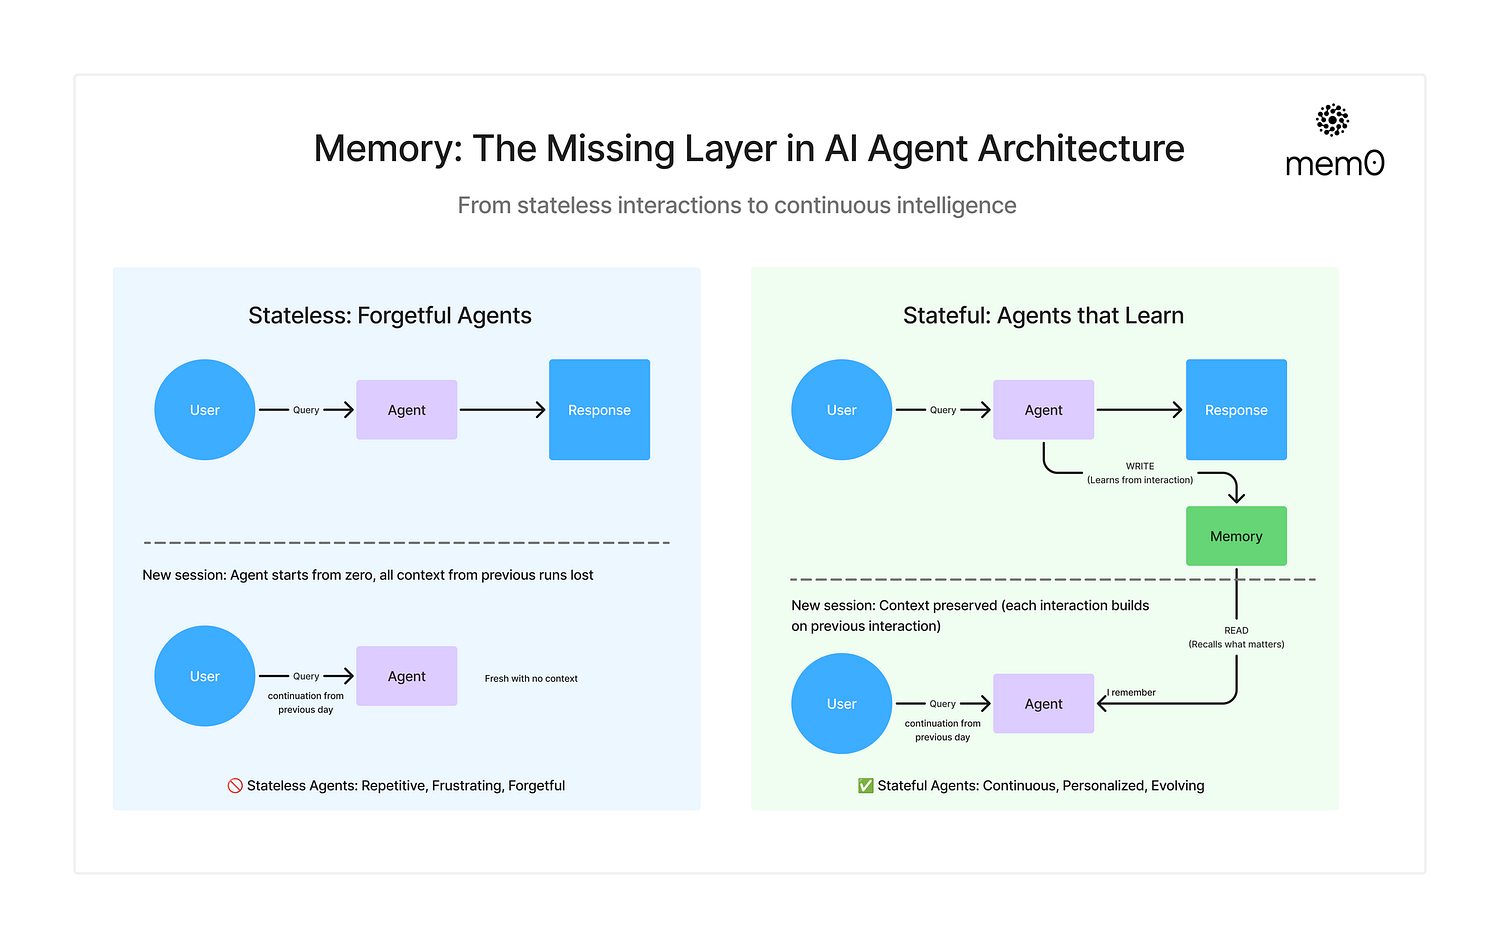 Memory: The Missing Layer in AI Agent Architecture
mem0
From stateless interactions to continuous intelligence
Stateless: Forgetful Agents
User
Query
Agent
Response
New session: Agent starts from zero, all context from previous runs lost
User
Query
continuation from
previous day
Agent
Fresh with no context
🚫 Stateless Agents: Repetitive, Frustrating, Forgetful
Stateful: Agents that Learn
User
Query
Agent
Response
WRITE
(Learns from interaction)
Memory
New session: Context preserved (each interaction builds
on previous interaction)
READ
(Recalls what matters)
User
Query
continuation from
previous day
Agent
I remember
✅ Stateful Agents: Continuous, Personalized, Evolving